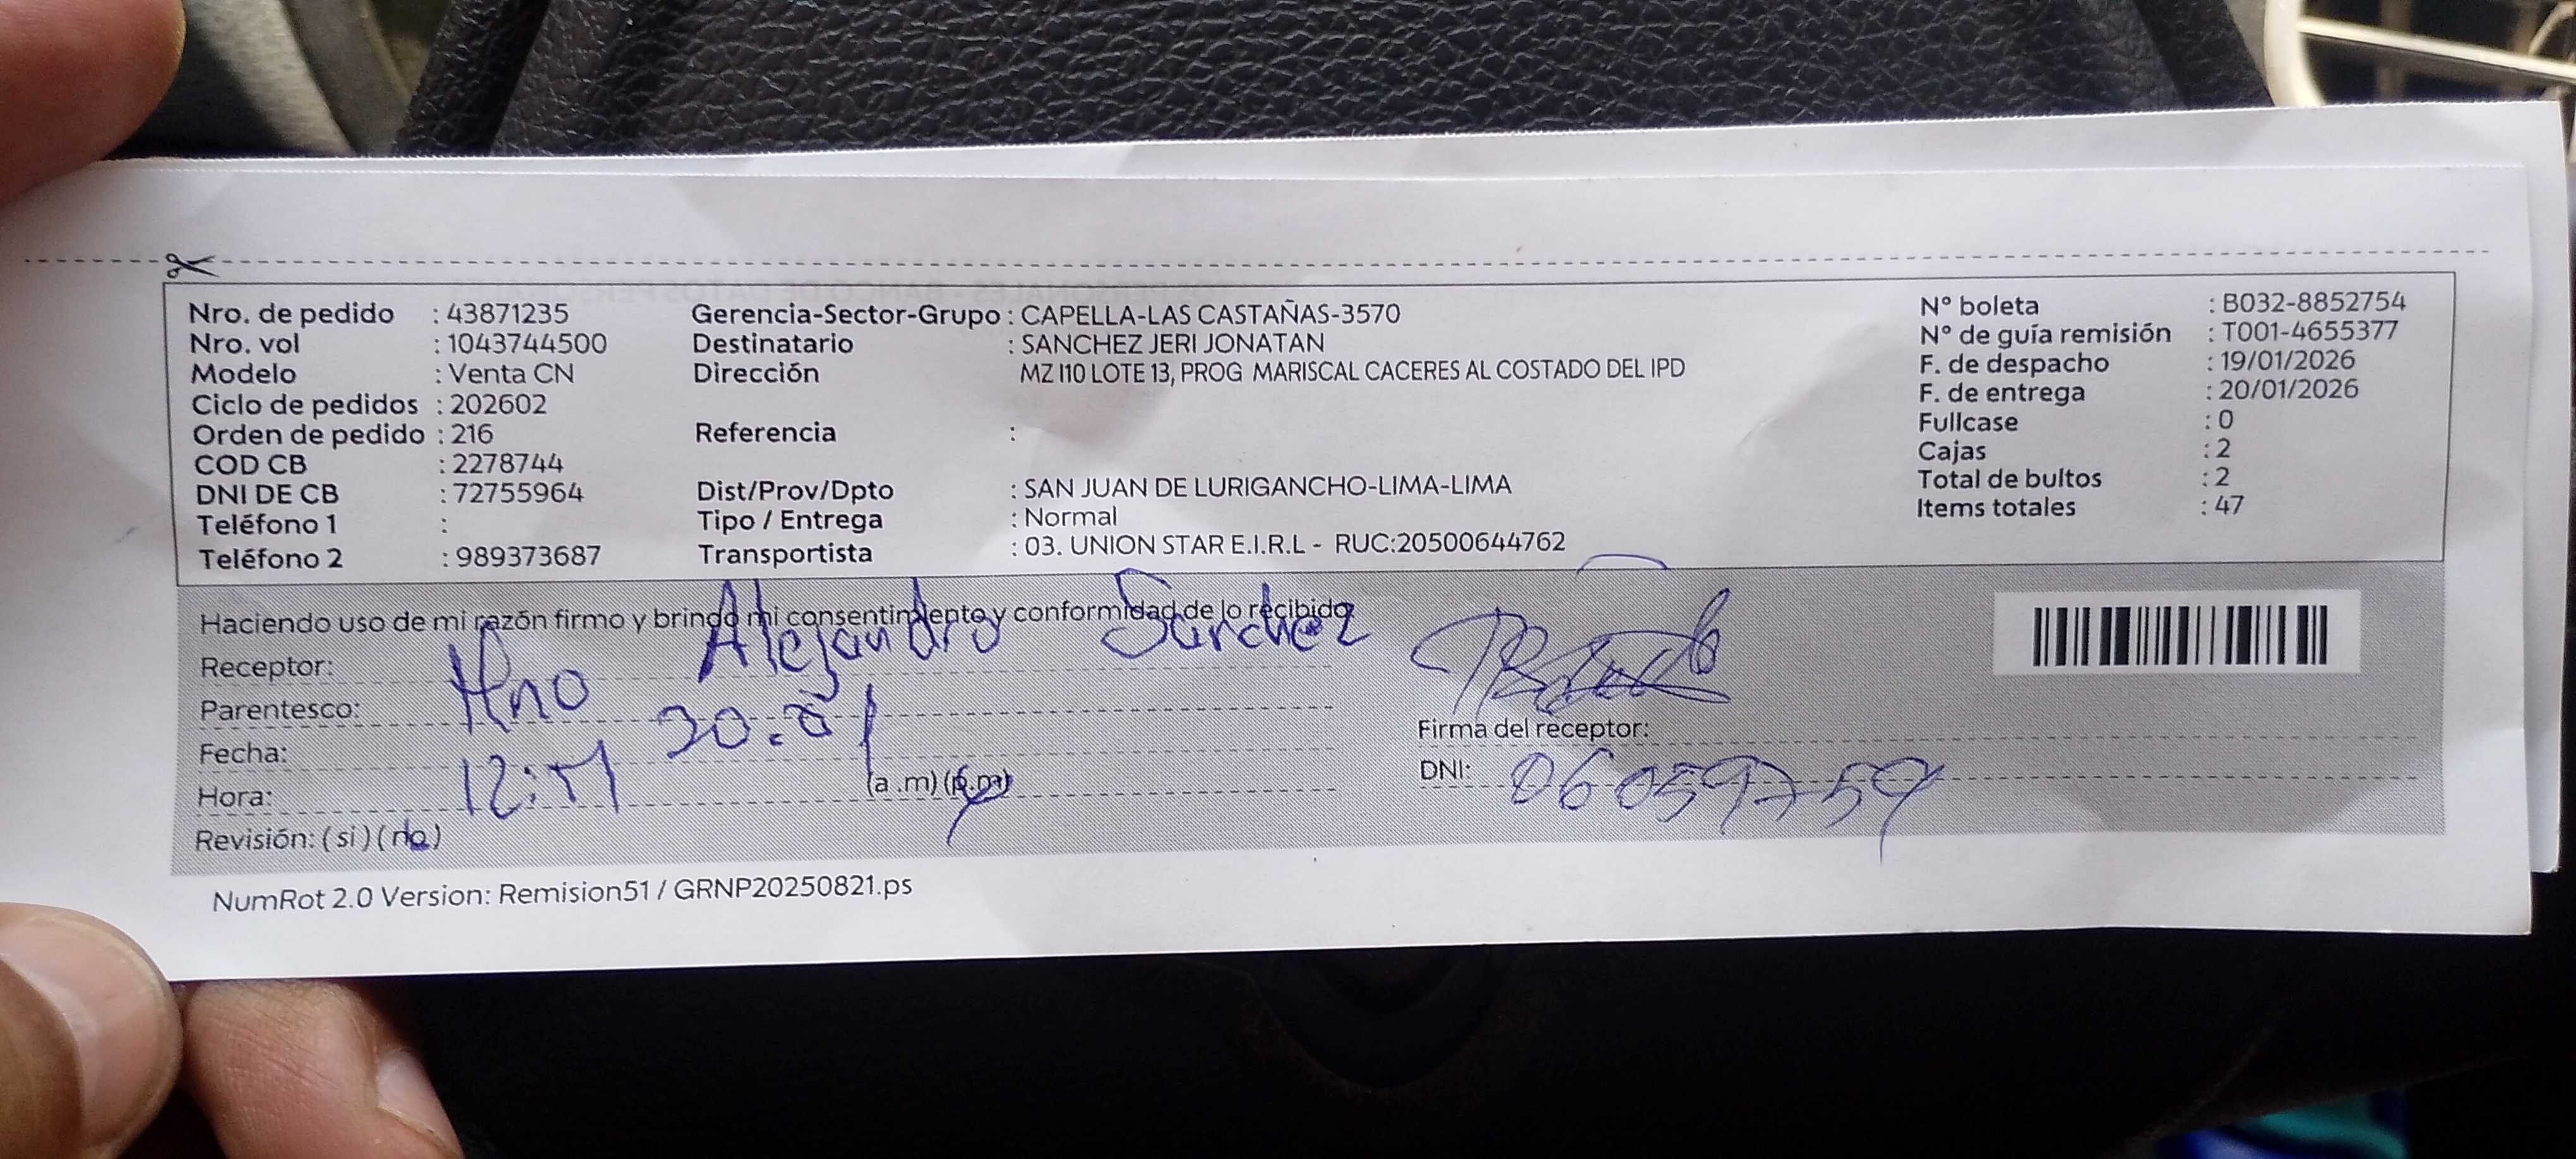 Nro. de pedido : 43871235
Nro. vol : 1043744500
Modelo : Venta CN
Ciclo de pedidos : 202602
Orden de pedido : 216
COD CB : 2278744
DNI DE CB : 72755964
Teléfono 1 :
Teléfono 2 : 989373687
Gerencia-Sector-Grupo : CAPELLA-LAS CASTAÑAS-3570
Destinatario : SANCHEZ JERI JONATAN
Dirección MZ I10 LOTE 13, PROG MARISCAL CACERES AL COSTADO DEL IPD
Referencia :
Dist/Prov/Dpto : SAN JUAN DE LURIGANCHO-LIMA-LIMA
Tipo / Entrega : Normal
Transportista : 03. UNION STAR E.I.R.L - RUC:20500644762
N° boleta : B032-8852754
N° de guía remisión : T001-4655377
F. de despacho : 19/01/2026
F. de entrega : 20/01/2026
Fullcase : 0
Cajas : 2
Total de bultos : 2
Items totales : 47
Haciendo uso de mi razón firmo y brindo mi consentimiento y conformidad de lo recibido
Receptor: Alejandro Sanchez
Parentesco: Hno
Fecha: 20.01
Hora: (a .m) (p.m)
Revisión: ( si ) ( no )
Firma del receptor:
DNI: 06059759
NumRot 2.0 Version: Remision51 / GRNP20250821.ps